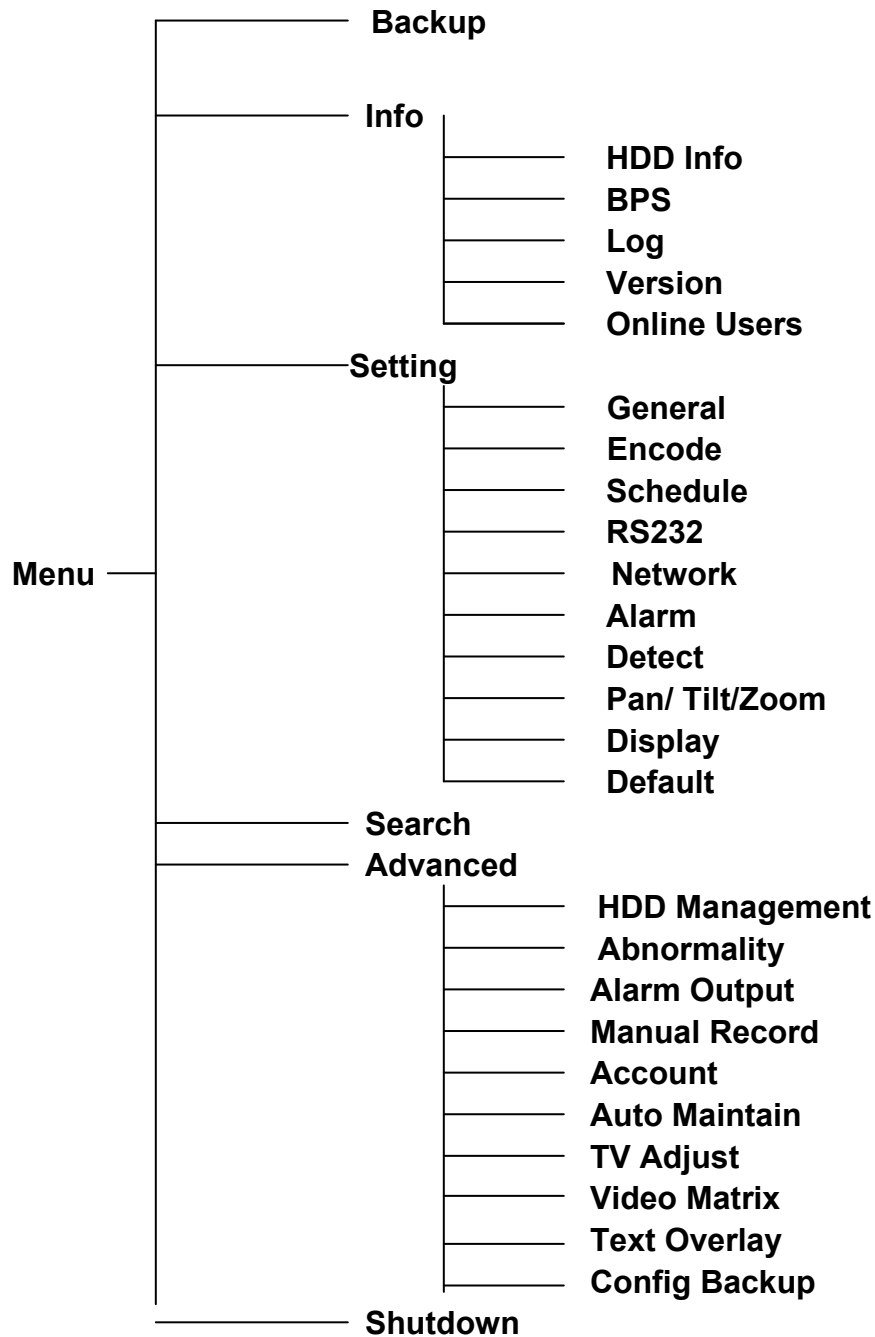 Backup
Info
HDD Info
BPS
Log
Version
Online Users
Setting
General
Encode
Schedule
RS232
Menu
Network
Alarm
Detect
Pan/ Tilt/Zoom
Display
Default
Search
Advanced
HDD Management
Abnormality
Alarm Output
Manual Record
Account
Auto Maintain
TV Adjust
Video Matrix
Text Overlay
Config Backup
Shutdown